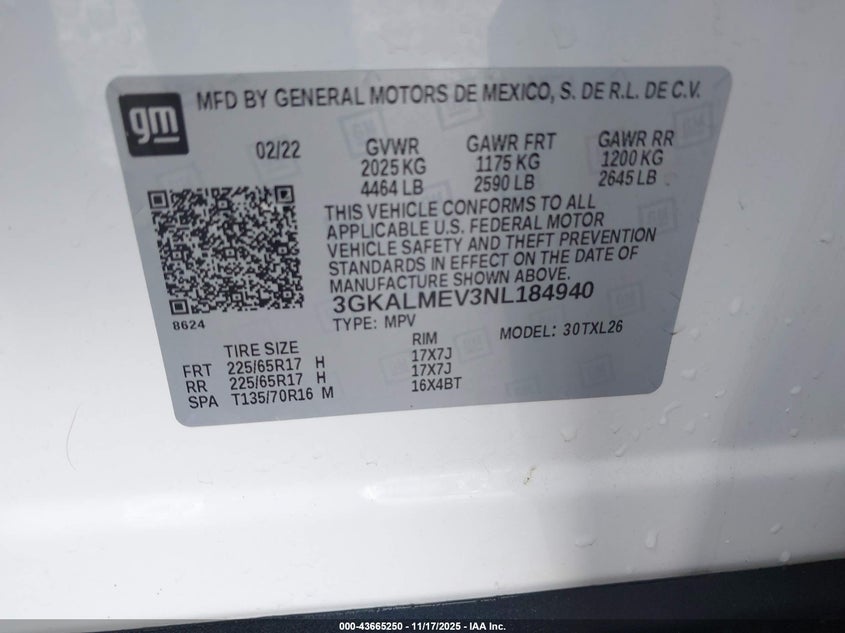 gm
MFD BY GENERAL MOTORS DE MEXICO, S. DE R.L. DE C.V.
02/22 GVWR GAWR FRT GAWR RR
2025 KG 1175 KG 1200 KG
4464 LB 2590 LB 2645 LB
THIS VEHICLE CONFORMS TO ALL
APPLICABLE U.S. FEDERAL MOTOR
VEHICLE SAFETY AND THEFT PREVENTION
STANDARDS IN EFFECT ON THE DATE OF
MANUFACTURE SHOWN ABOVE.
3GKALMEV3NL184940
8624 TYPE: MPV MODEL: 30TXL26
TIRE SIZE RIM
FRT 225/65R17 H 17X7J
RR 225/65R17 H 17X7J
SPA T135/70R16 M 16X4BT
000-43665250 - 11/17/2025 - IAA Inc.